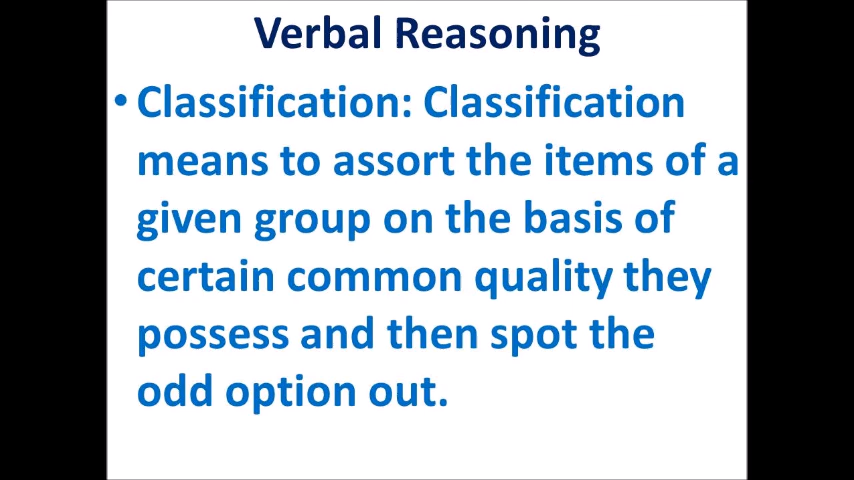 Verbal Reasoning
• Classification: Classification
means to assort the items of a
given group on the basis of
certain common quality they
possess and then spot the
odd option out.